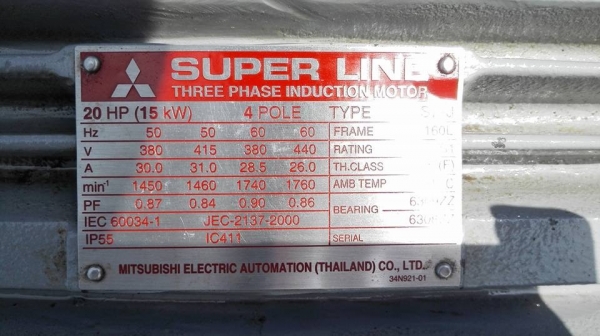 SUPER LINE
THREE PHASE INDUCTION MOTOR
20 HP (15 kW) 4 POLE TYPE
Hz 50 50 60 60 FRAME 160L
V 380 415 380 440 RATING
A 30.0 31.0 28.5 26.0 TH.CLASS (F)
min-1 1450 1460 1740 1760 AMB TEMP
PF 0.87 0.84 0.90 0.86
BEARING
IEC 60034-1 JEC-2137-2000
IP55 IC411 SERIAL
MITSUBISHI ELECTRIC AUTOMATION (THAILAND) CO., LTD.
34N921-01